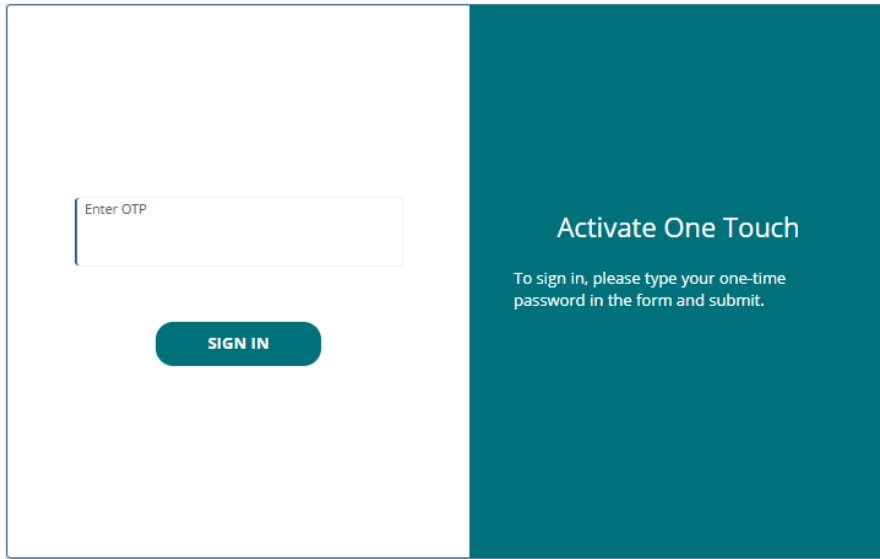 Enter OTP
SIGN IN
Activate One Touch
To sign in, please type your one-time
password in the form and submit.